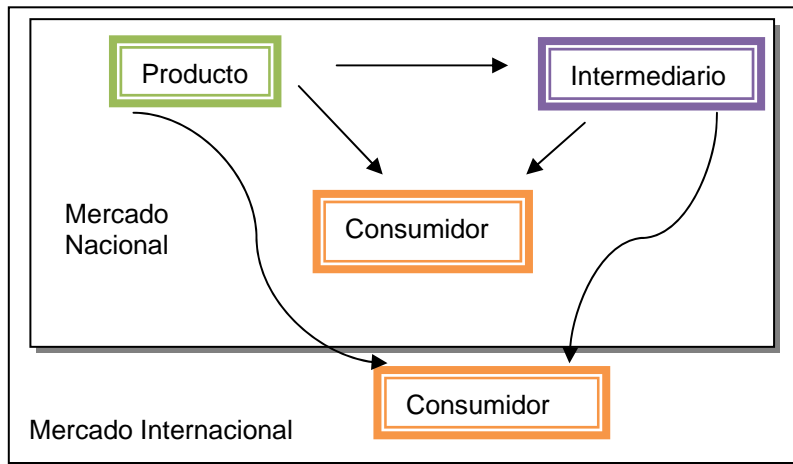 Producto
Intermediario
Consumidor
Mercado
Nacional
Consumidor
Mercado Internacional